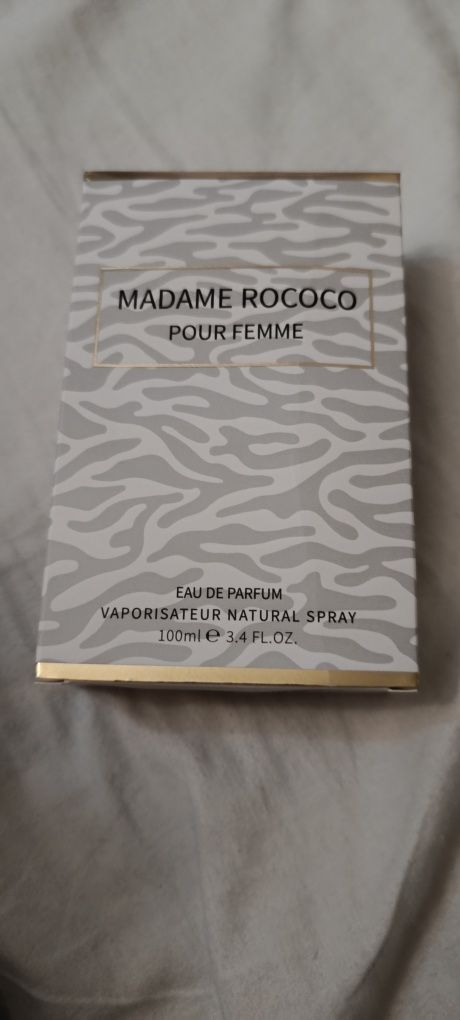 MADAME ROCOCO
POUR FEMME
EAU DE PARFUM
VAPORISATEUR NATURAL SPRAY
100ml ℮ 3.4 FL.OZ.